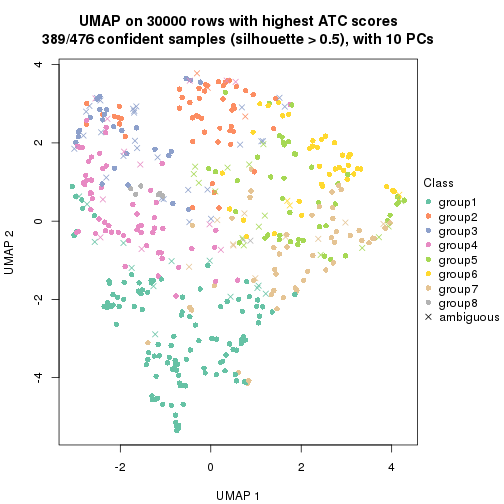 UMAP on 30000 rows with highest ATC scores
389/476 confident samples (silhouette > 0.5), with 10 PCs
4
2
0
-2
-4
UMAP 2
-2
0
2
4
UMAP 1
Class
group1
group2
group3
group4
group5
group6
group7
group8
ambiguous